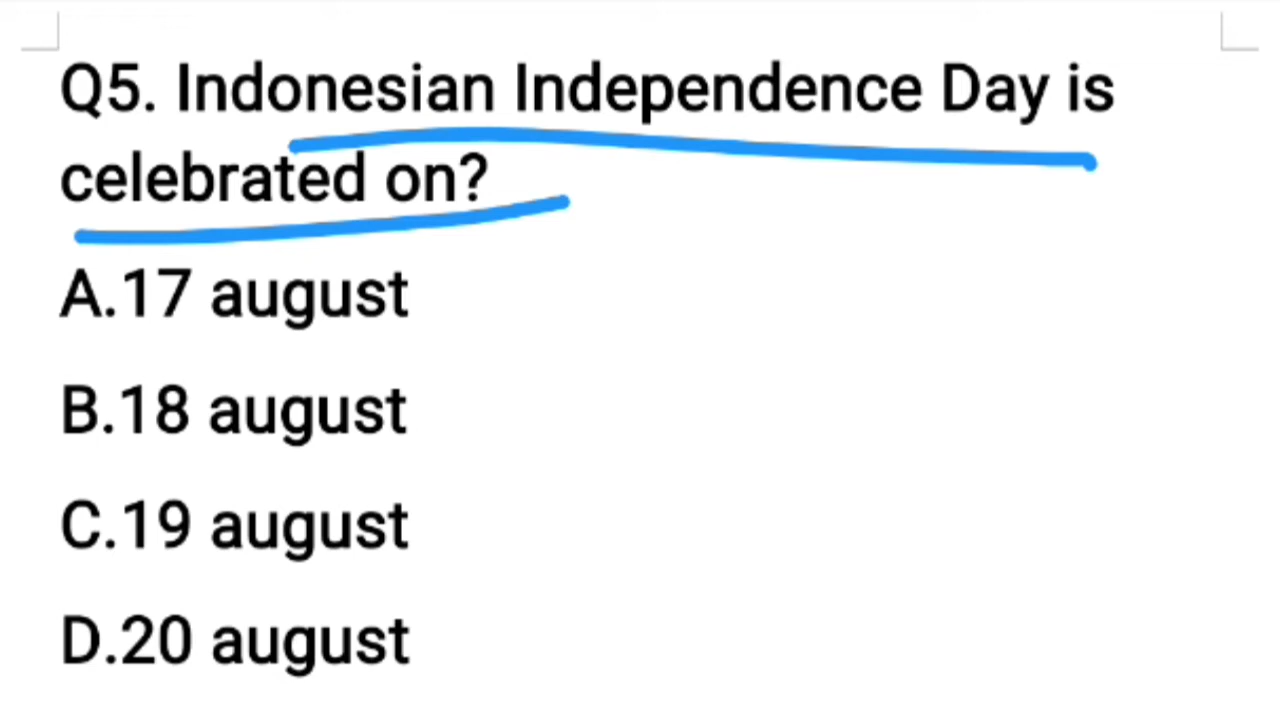 Q5. Indonesian Independence Day is
celebrated on?
A.17 august
B.18 august
C.19 august
D.20 august